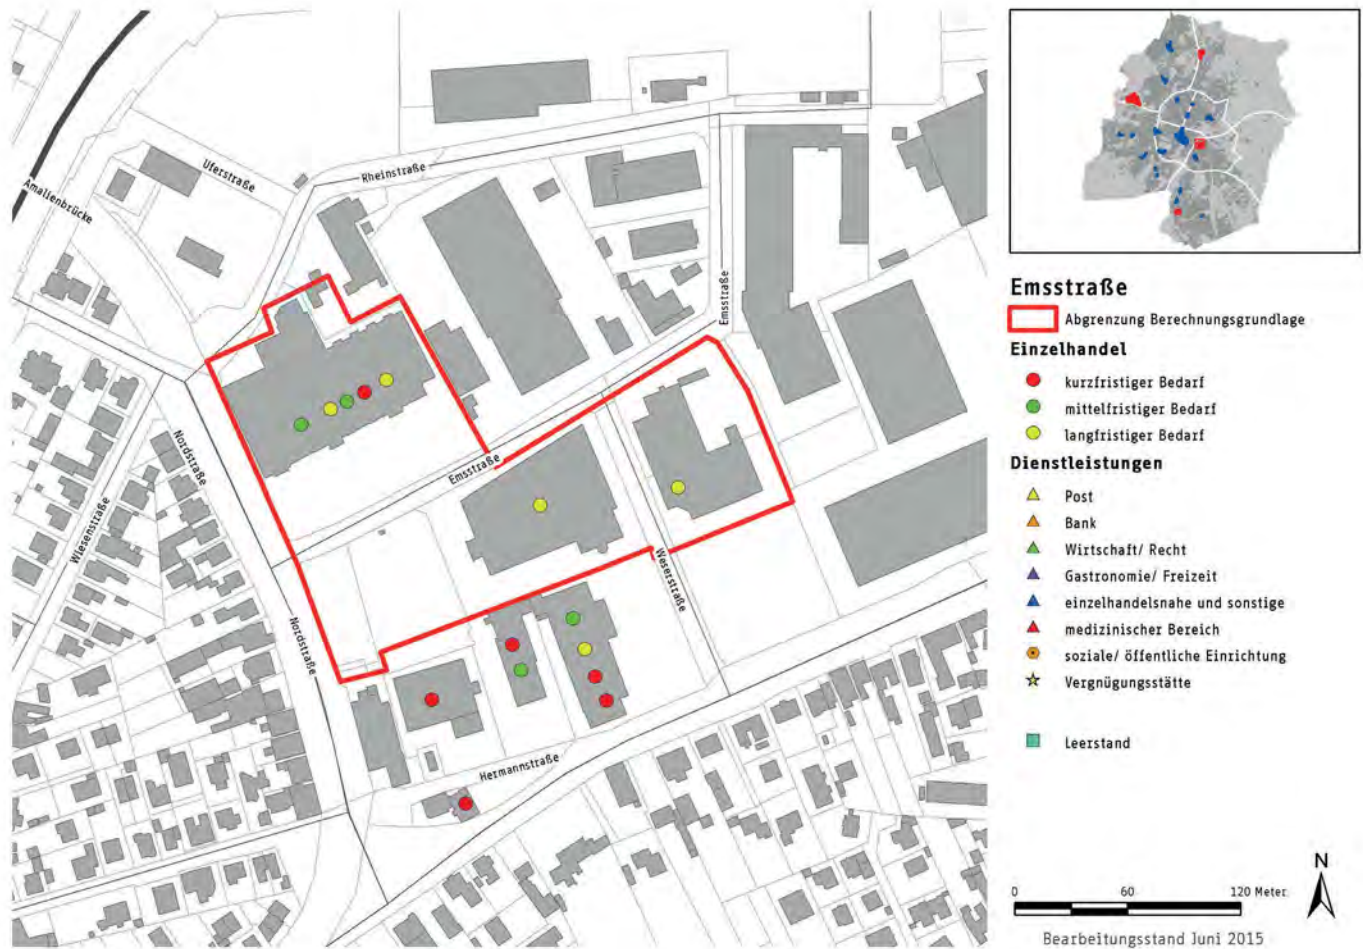 Amalienbrücke
Uferstraße
Rheinstraße
Emsstraße
Emsstraße
Nordstraße
Wiesenstraße
Nordstraße
Weserstraße
Hermannstraße
Emsstraße
Abgrenzung Berechnungsgrundlage
Einzelhandel
kurzfristiger Bedarf
mittelfristiger Bedarf
langfristiger Bedarf
Dienstleistungen
Post
Bank
Wirtschaft/ Recht
Gastronomie/ Freizeit
einzelhandelsnahe und sonstige
medizinischer Bereich
soziale/ öffentliche Einrichtung
Vergnügungsstätte
Leerstand
N
0 60 120 Meter
Bearbeitungsstand Juni 2015